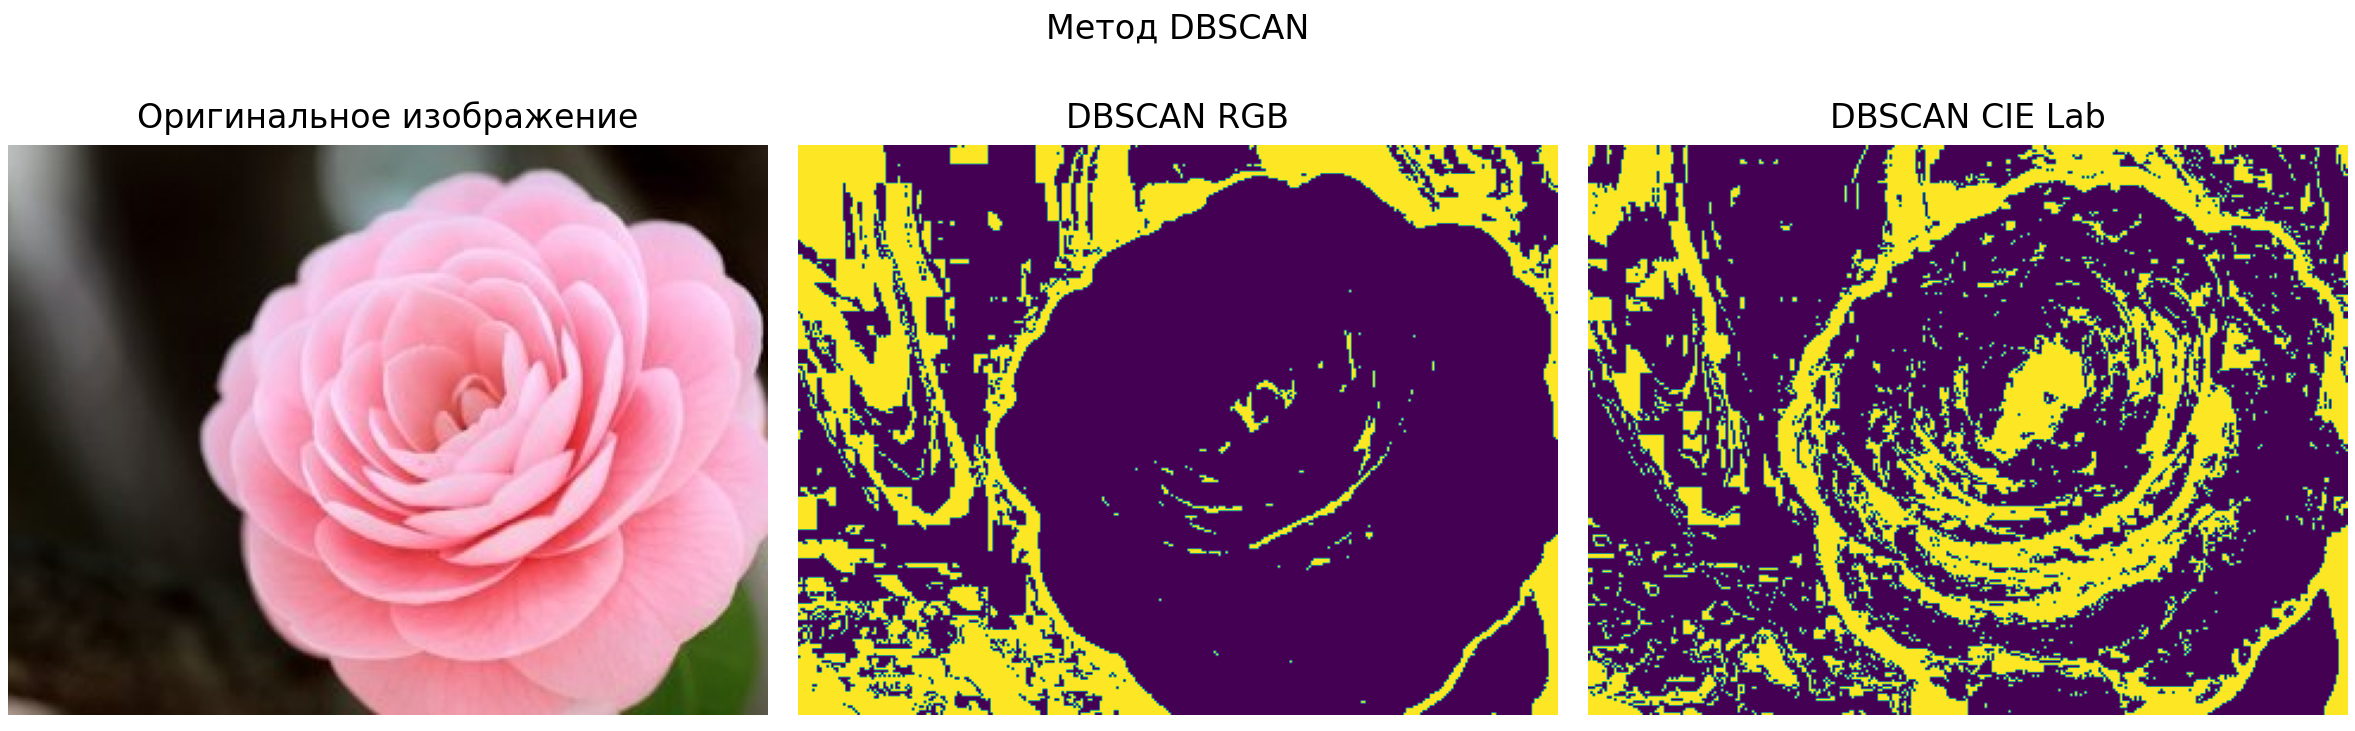 Метод DBSCAN
Оригинальное изображение
DBSCAN RGB
DBSCAN CIE Lab